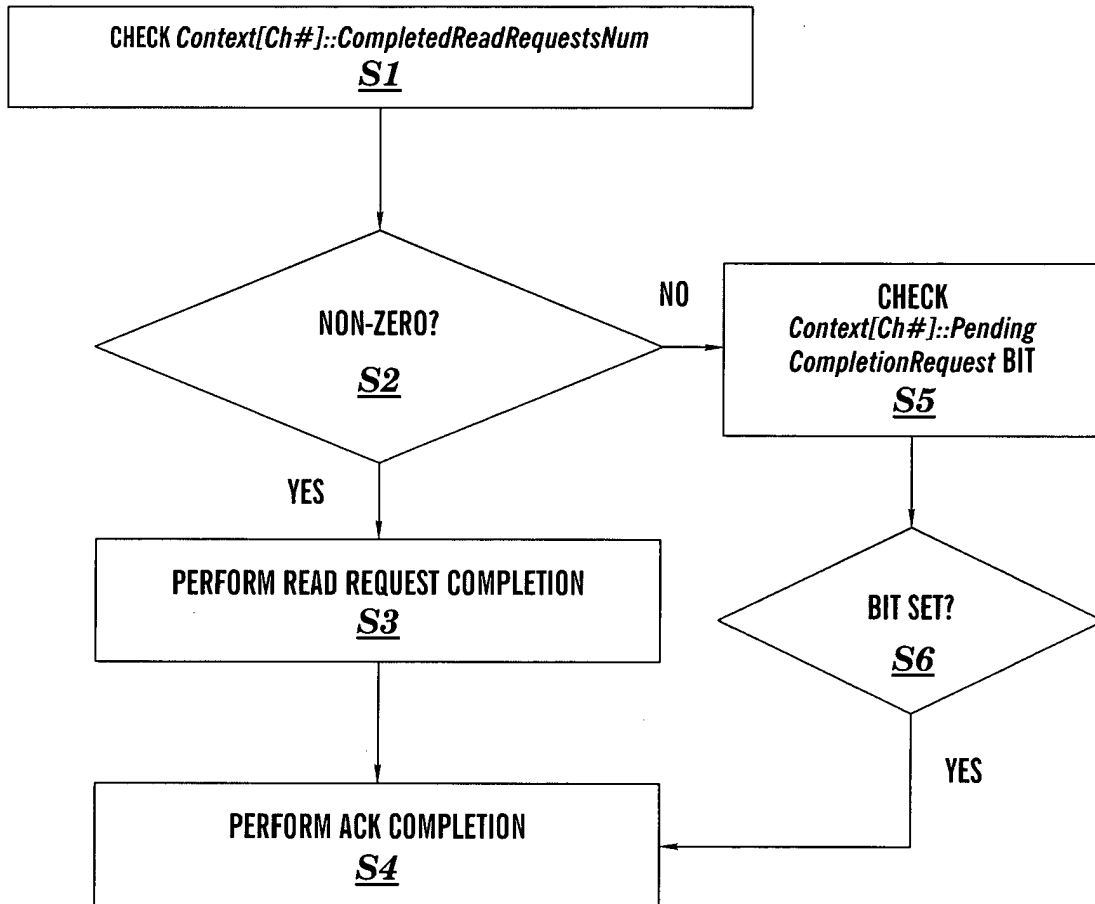 CHECK Context[Ch#]::CompletedReadRequestsNum
S1
NON-ZERO?
S2
NO
CHECK
Context[Ch#]::Pending
CompletionRequest BIT
S5
YES
PERFORM READ REQUEST COMPLETION
S3
BIT SET?
S6
YES
PERFORM ACK COMPLETION
S4